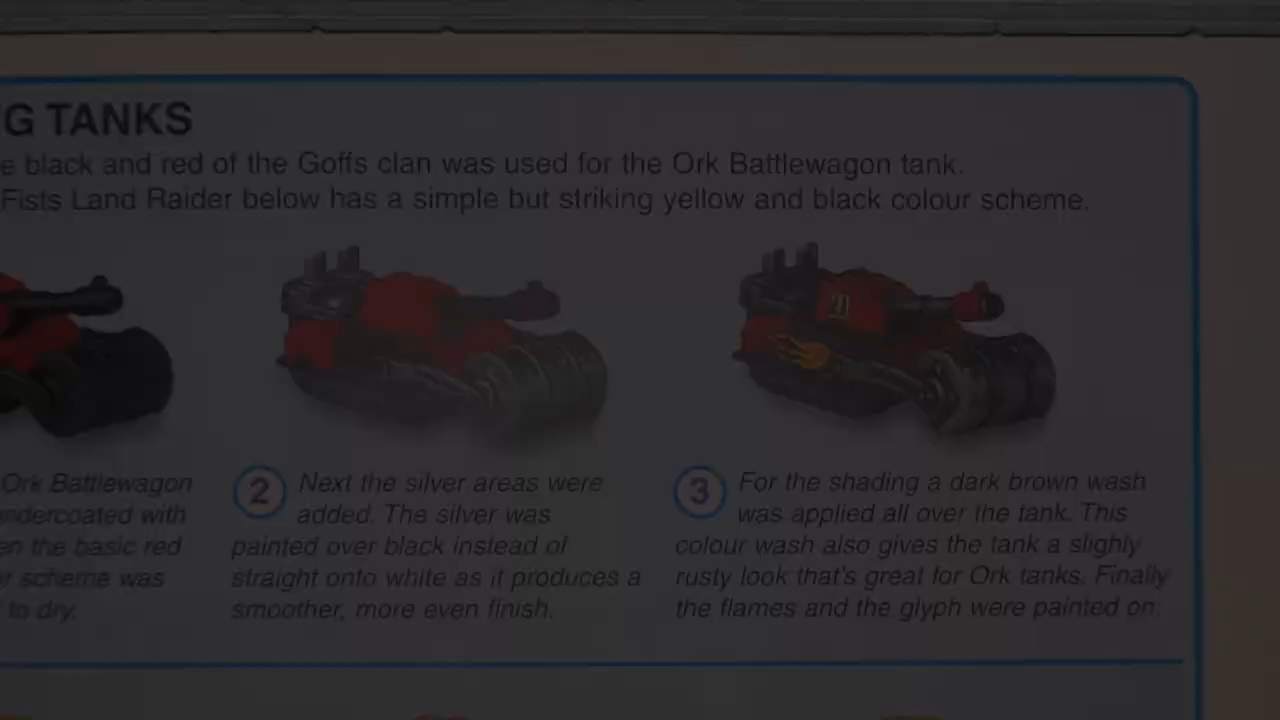 G TANKS
e black and red of the Goffs clan was used for the Ork Battlewagon tank.
Fists Land Raider below has a simple but striking yellow and black colour scheme.
Ork Battlewagon
undercoated with
en the basic red
r scheme was
to dry.
2 Next the silver areas were
added. The silver was
painted over black instead of
straight onto white as it produces a
smoother, more even finish.
3 For the shading a dark brown wash
was applied all over the tank. This
colour wash also gives the tank a slighly
rusty look that's great for Ork tanks. Finally
the flames and the glyph were painted on.